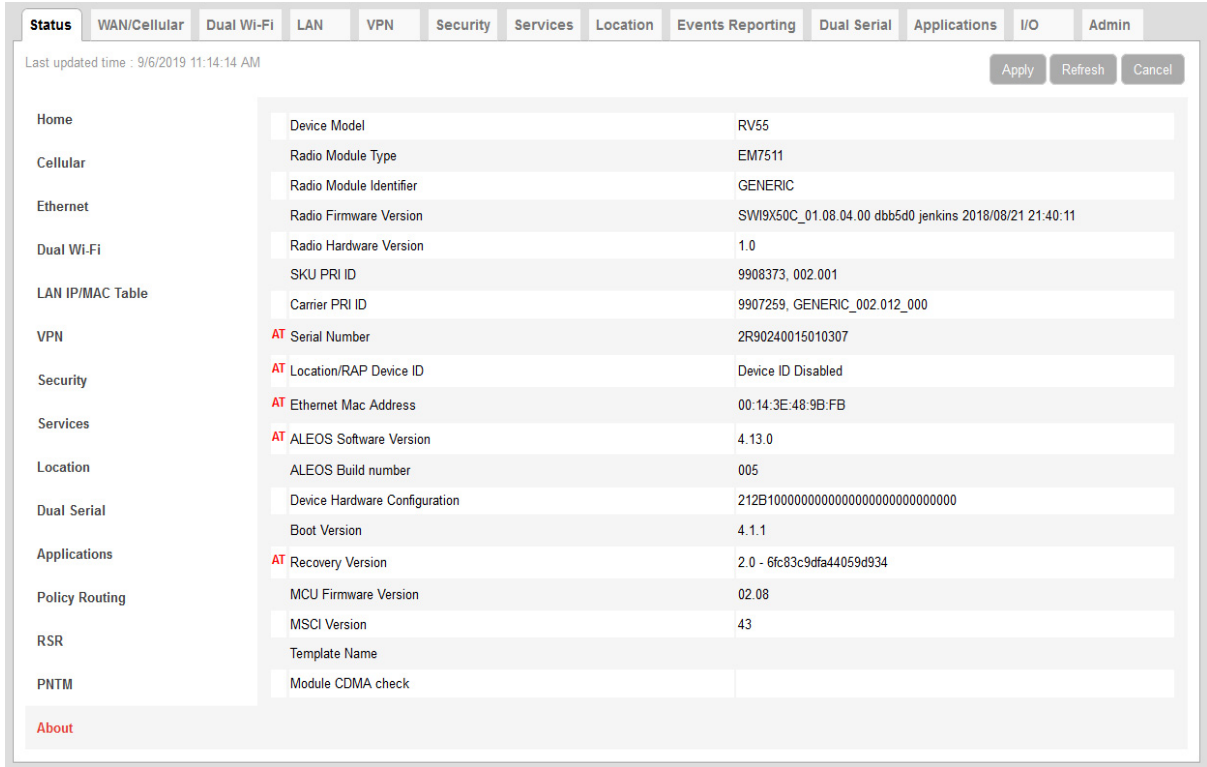 Status WAN/Cellular Dual Wi-Fi LAN VPN Security Services Location Events Reporting Dual Serial Applications I/O Admin
Last updated time : 9/6/2019 11:14:14 AM
Apply Refresh Cancel
Home
Cellular
Ethernet
Dual Wi-Fi
LAN IP/MAC Table
VPN
Security
Services
Location
Dual Serial
Applications
Policy Routing
RSR
PNTM
About
Device Model RV55
Radio Module Type EM7511
Radio Module Identifier GENERIC
Radio Firmware Version SWI9X50C_01.08.04.00 dbb5d0 jenkins 2018/08/21 21:40:11
Radio Hardware Version 1.0
SKU PRI ID 9908373, 002.001
Carrier PRI ID 9907259, GENERIC_002.012_000
AT Serial Number 2R90240015010307
AT Location/RAP Device ID Device ID Disabled
AT Ethernet Mac Address 00:14:3E:48:9B:FB
AT ALEOS Software Version 4.13.0
ALEOS Build number 005
Device Hardware Configuration
Boot Version 4.1.1
AT Recovery Version 2.0 - 6fc83c9dfa44059d934
MCU Firmware Version 02.08
MSCI Version 43
Template Name
Module CDMA check